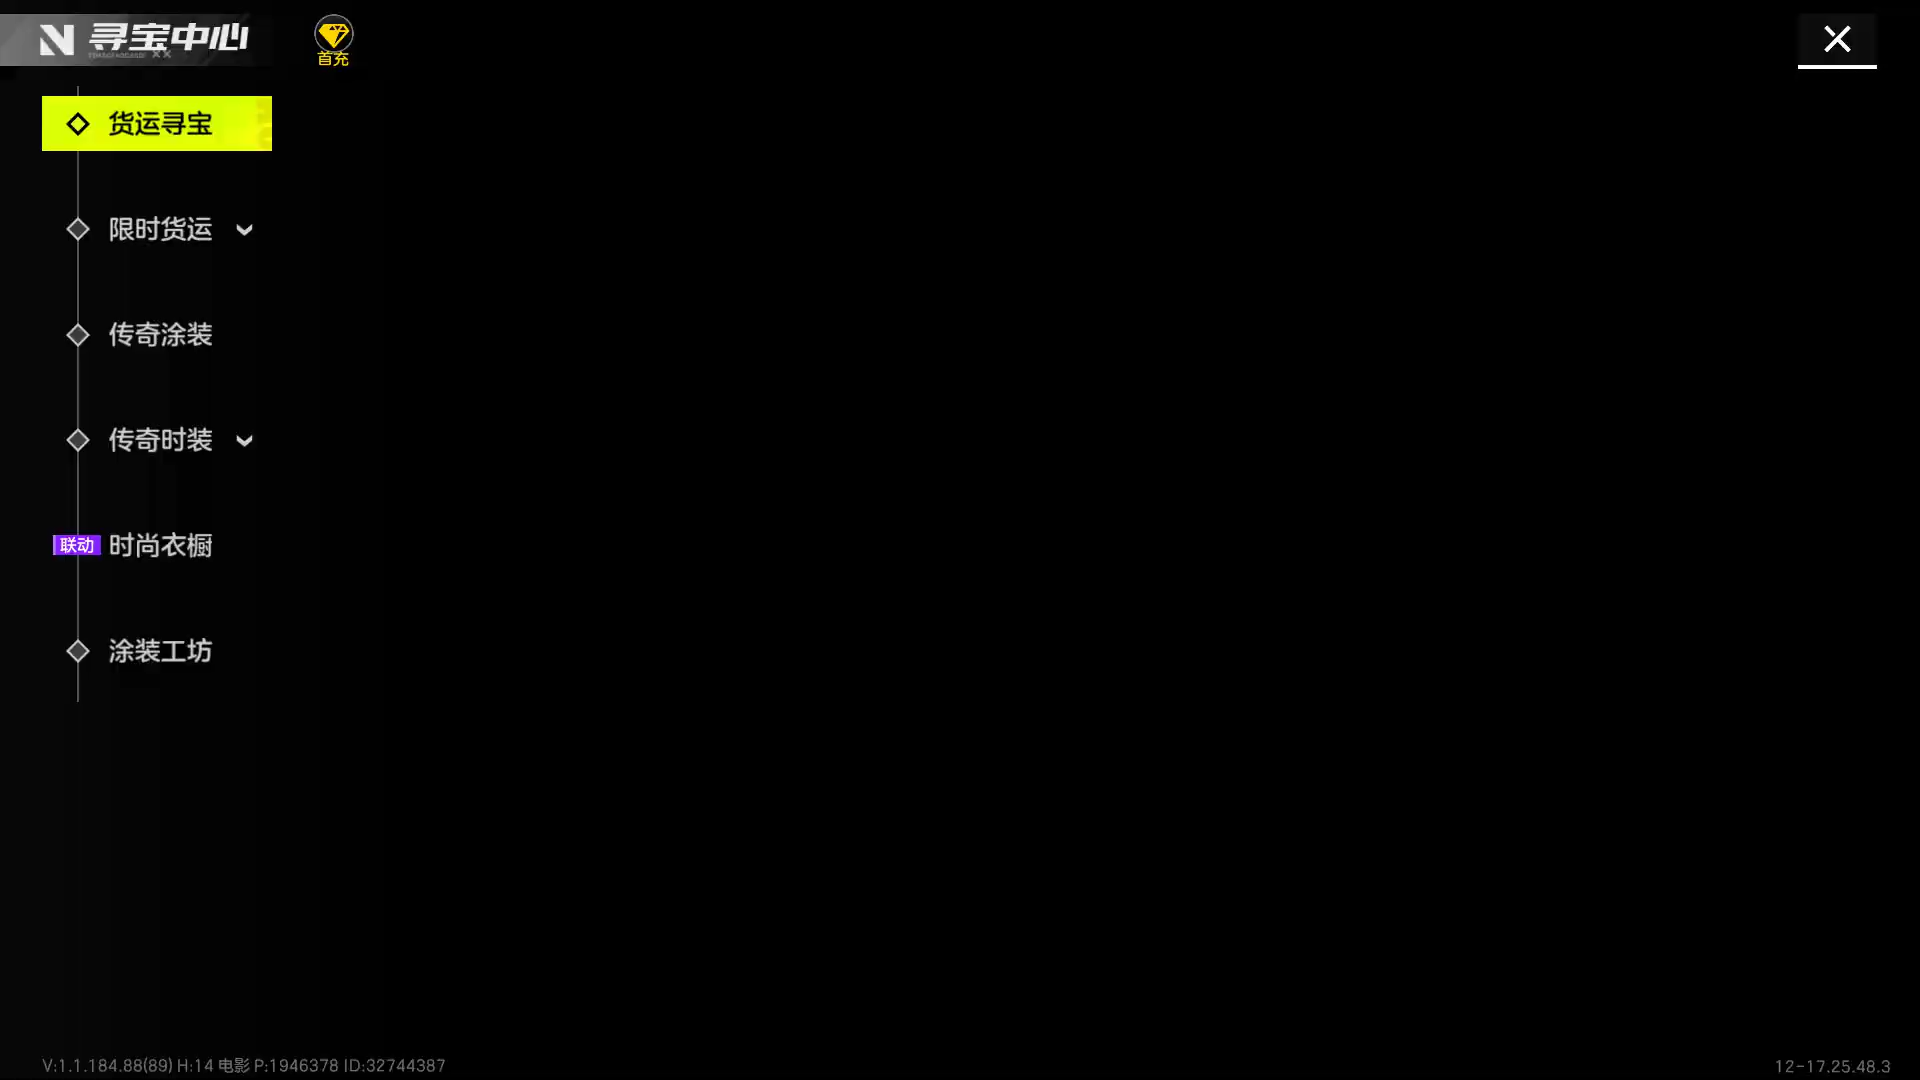 寻宝中心
首充
货运寻宝
限时货运
传奇涂装
传奇时装
联动 时尚衣橱
涂装工坊
V:1.1.184.88(89) H:14 电影 P:1946378 ID:32744387
12-17.25.48.3